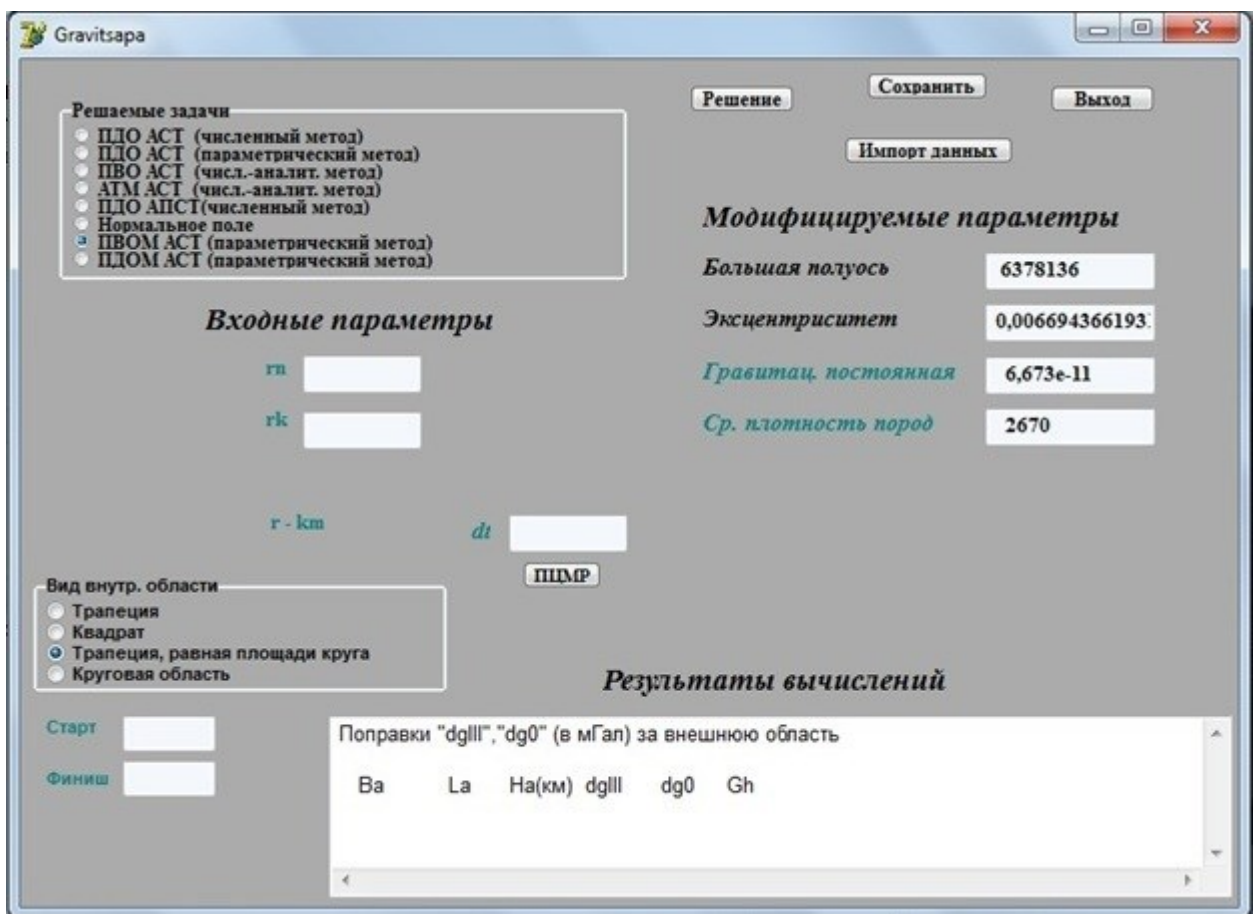 Gravitsapa
Решение
Сохранить
Выход
Импорт данных
Решаемые задачи
ПДО АСТ (численный метод)
ПДО АСТ (параметрический метод)
ПВО АСТ (числ.-аналит. метод)
АТМ АСТ (числ.-аналит. метод)
ПДО АПСТ(численный метод)
Нормальное поле
ПВОМ АСТ (параметрический метод)
ПДОМ АСТ (параметрический метод)
Модифицируемые параметры
Большая полуось 6378136
Эксцентриситет 0,006694366193
Гравитац. постоянная 6,673e-11
Ср. плотность пород 2670
Входные параметры
rn
rk
r - km
dt
ПЦМР
Вид внутр. области
Трапеция
Квадрат
Трапеция, равная площади круга
Круговая область
Старт
Финиш
Результаты вычислений
Поправки "dgIII","dg0" (в мГал) за внешнюю область
Ba La Ha(км) dgIII dg0 Gh